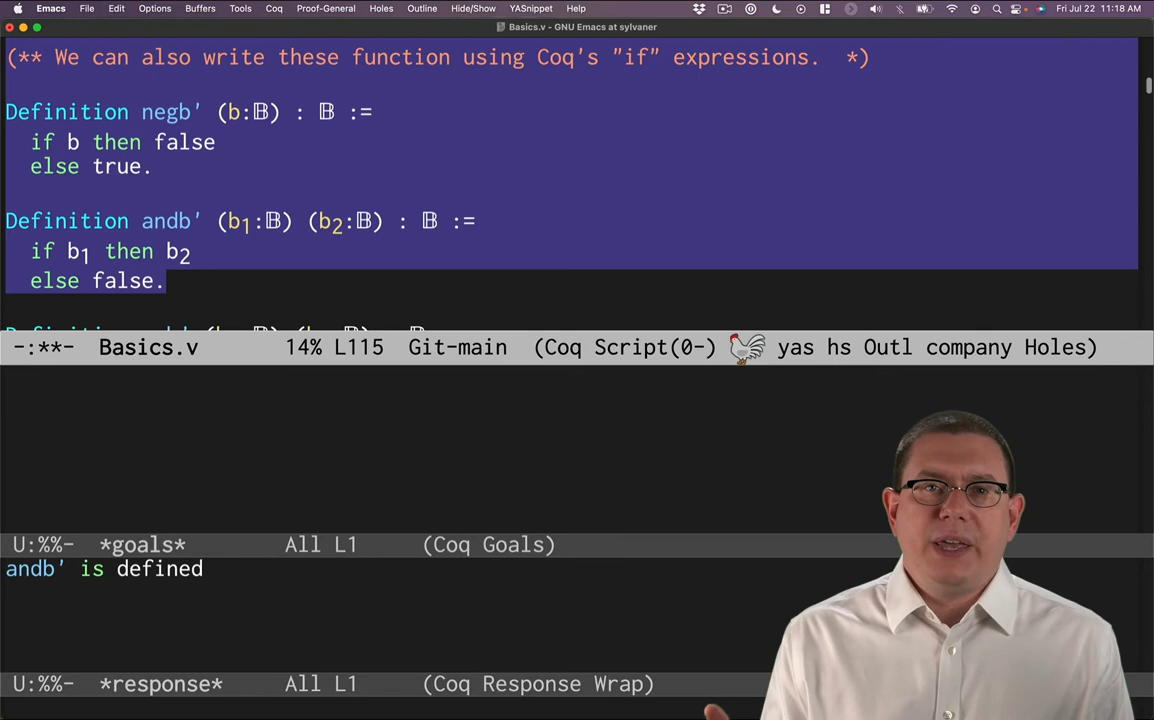 Emacs File Edit Options Buffers Tools Coq Proof-General Holes Outline Hide/Show YASnippet Help Fri Jul 22 11:18 AM
Basics.v - GNU Emacs at sylvaner
(** We can also write these function using Coq's "if" expressions. *)
Definition negb' (b:𝔹) : 𝔹 :=
if b then false
else true.
Definition andb' (b₁:𝔹) (b₂:𝔹) : 𝔹 :=
if b₁ then b₂
else false.
-:**- Basics.v 14% L115 Git-main (Coq Script(0-) yas hs Outl company Holes)
U:%%- *goals* All L1 (Coq Goals)
andb' is defined
U:%%- *response* All L1 (Coq Response Wrap)